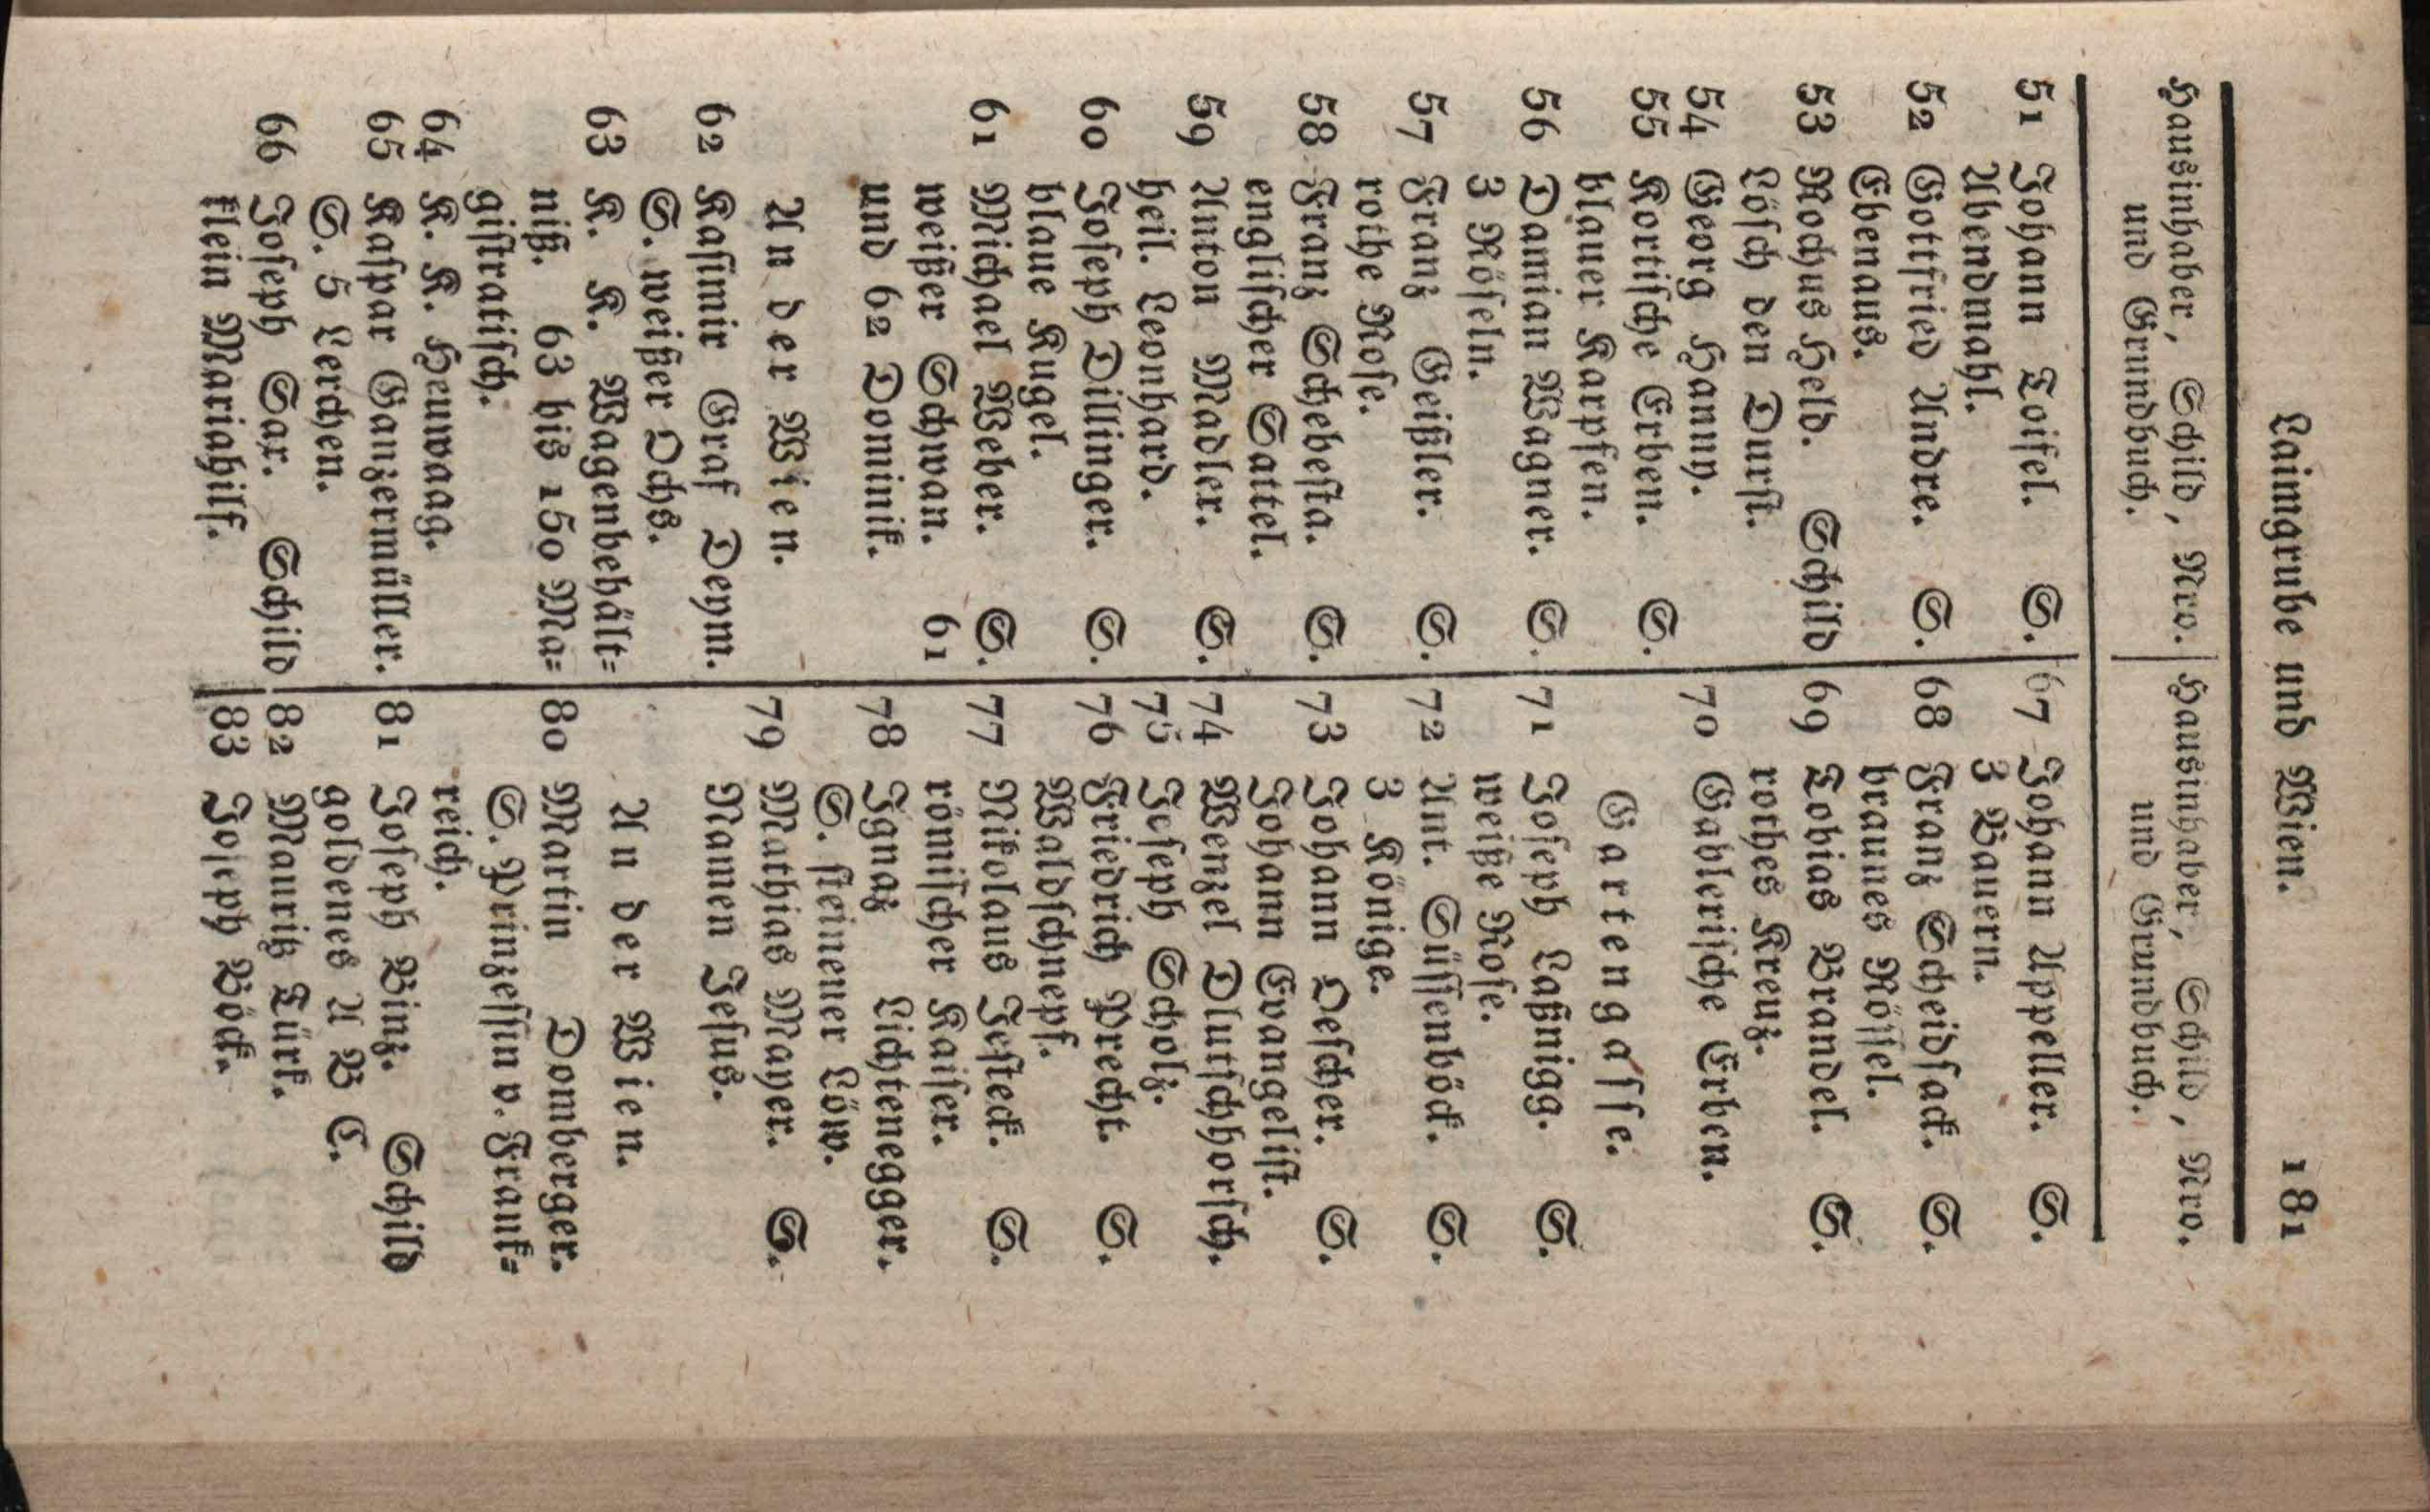 Laimgrube und Wien. 181
Hausinhaber, Schild, Nro.
und Grundbuch.
51 Johann Toisel. S.
Abendmahl.
52 Gottfried Andre. S.
Ebenaus.
53 Rochus Held. Schild
Lösch den Durst.
54 Georg Hanny.
55 Kortische Erben. S.
blauer Karpfen.
56 Damian Wagner. S.
3 Röseln.
57 Franz Geißler. S.
rothe Rose.
58 Franz Schebesta. S.
englischer Sattel.
59 Anton Madler. S.
heil. Leonhard.
60 Joseph Dillinger. S.
blaue Kugel.
61 Michael Weber. S.
weißer Schwan. 61
und 62 Dominik.
An der Wien.
62 Kasimir Graf Deym.
S. weißer Ochs.
63 K. K. Wagenbehält=
niß. 63 bis 150 Ma=
gistratisch.
64 K. K. Heuwaag.
65 Kaspar Ganzermüller.
S. 5 Lerchen.
66 Joseph Sax. Schild
klein Mariahilf.
Hausinhaber, Schild, Nro.
und Grundbuch.
67 Johann Appeller. S.
3 Bauern.
68 Franz Scheidsack. S.
braunes Rössel.
69 Tobias Brandel. S.
rothes Kreuz.
70 Gablerische Erben.
Gartengasse.
71 Joseph Laßnigg. S.
weiße Rose.
72 Ant. Süssenböck. S.
3 Könige.
73 Johann Oescher. S.
Johann Evangelist.
74 Wenzel Dlutschhorsch.
75 Joseph Scholz.
76 Friedrich Precht. S.
Waldschnepf.
77 Nikolaus Jesteck. S.
römischer Kaiser.
78 Ignaz Lichtenegger.
S. steinener Löw.
79 Mathias Mayer. S.
Namen Jesus.
An der Wien.
80 Martin Domberger.
S. Prinzessin v. Frank=
reich.
81 Joseph Binz. Schild
goldenes A B C.
82 Mauritz Türk.
83 Joseph Böck.